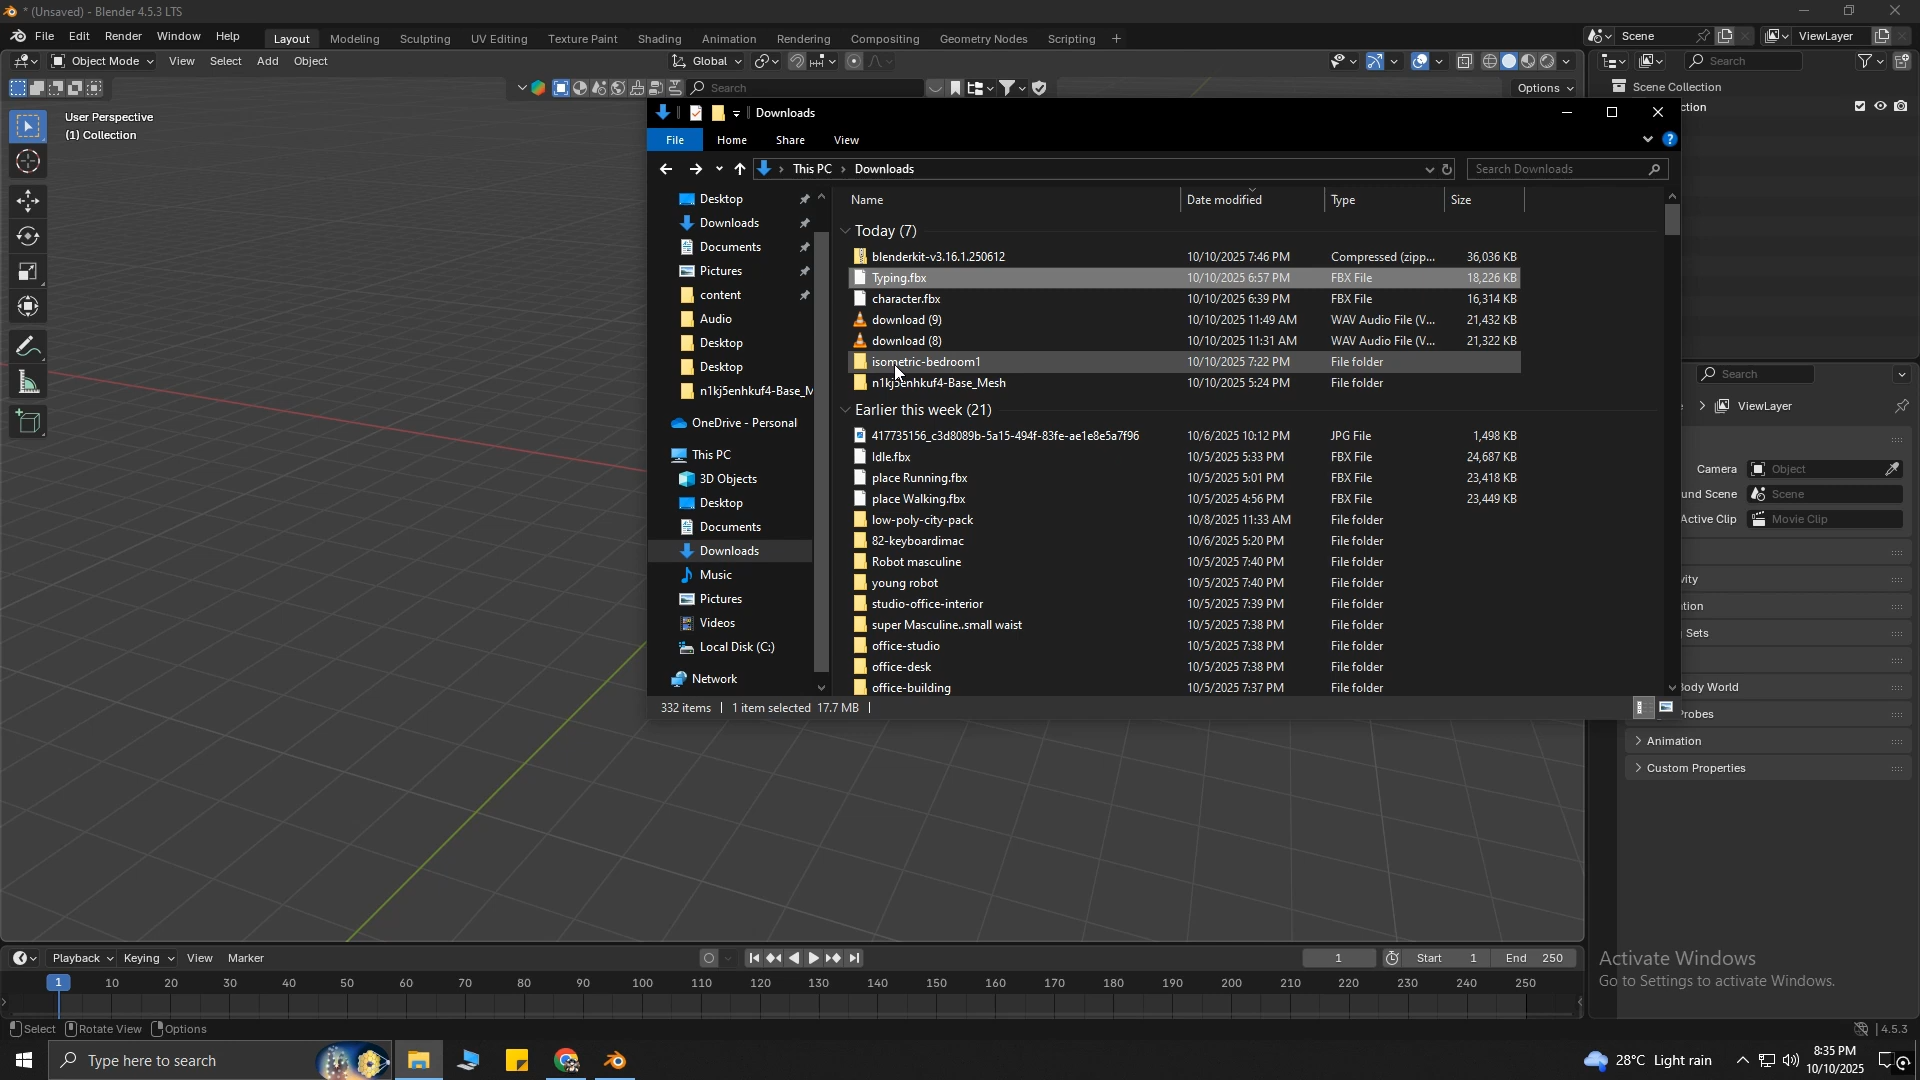 * (Unsaved) - Blender 4.5.3 LTS
File Edit Render Window Help
Layout Modeling Sculpting UV Editing Texture Paint Shading Animation Rendering Compositing Geometry Nodes Scripting +
Scene ViewLayer
Object Mode View Select Add Object
Global
Search
Search
Options
User Perspective
(1) Collection
Scene Collection
ction
Downloads
File Home Share View
This PC > Downloads
Search Downloads
Name Date modified Type Size
Desktop
Downloads
Documents
Pictures
content
Audio
Desktop
Desktop
n1kj5enhkuf4-Base_M
OneDrive - Personal
This PC
3D Objects
Desktop
Documents
Downloads
Music
Pictures
Videos
Local Disk (C:)
Network
Today (7)
blenderkit-v3.16.1.250612 10/10/2025 7:46 PM Compressed (zipp... 36,036 KB
Typing.fbx 10/10/2025 6:57 PM FBX File 18,226 KB
character.fbx 10/10/2025 6:39 PM FBX File 16,314 KB
download (9) 10/10/2025 11:49 AM WAV Audio File (V... 21,432 KB
download (8) 10/10/2025 11:31 AM WAV Audio File (V... 21,322 KB
isometric-bedroom1 10/10/2025 7:22 PM File folder
n1kj5enhkuf4-Base_Mesh 10/10/2025 5:24 PM File folder
Earlier this week (21)
417735156_c3d8089b-5a15-494f-83fe-ae1e8e5a7f96 10/6/2025 10:12 PM JPG File 1,498 KB
Idle.fbx 10/5/2025 5:33 PM FBX File 24,687 KB
place Running.fbx 10/5/2025 5:01 PM FBX File 23,418 KB
place Walking.fbx 10/5/2025 4:56 PM FBX File 23,449 KB
low-poly-city-pack 10/8/2025 11:33 AM File folder
82-keyboardimac 10/6/2025 5:20 PM File folder
Robot masculine 10/5/2025 7:40 PM File folder
young robot 10/5/2025 7:40 PM File folder
studio-office-interior 10/5/2025 7:39 PM File folder
super Masculine..small waist 10/5/2025 7:38 PM File folder
office-studio 10/5/2025 7:38 PM File folder
office-desk 10/5/2025 7:38 PM File folder
office-building 10/5/2025 7:37 PM File folder
332 items 1 item selected 17.7 MB
Search
ViewLayer
Camera Object
und Scene Scene
Active Clip Movie Clip
vity
tion
Sets
Body World
Probes
Animation
Custom Properties
Playback Keying View Marker
1 Start 1 End 250
1 10 20 30 40 50 60 70 80 90 100 110 120 130 140 150 160 170 180 190 200 210 220 230 240 250
Activate Windows
Go to Settings to activate Windows.
Select Rotate View Options
4.5.3
Type here to search
28°C Light rain
8:35 PM
10/10/2025